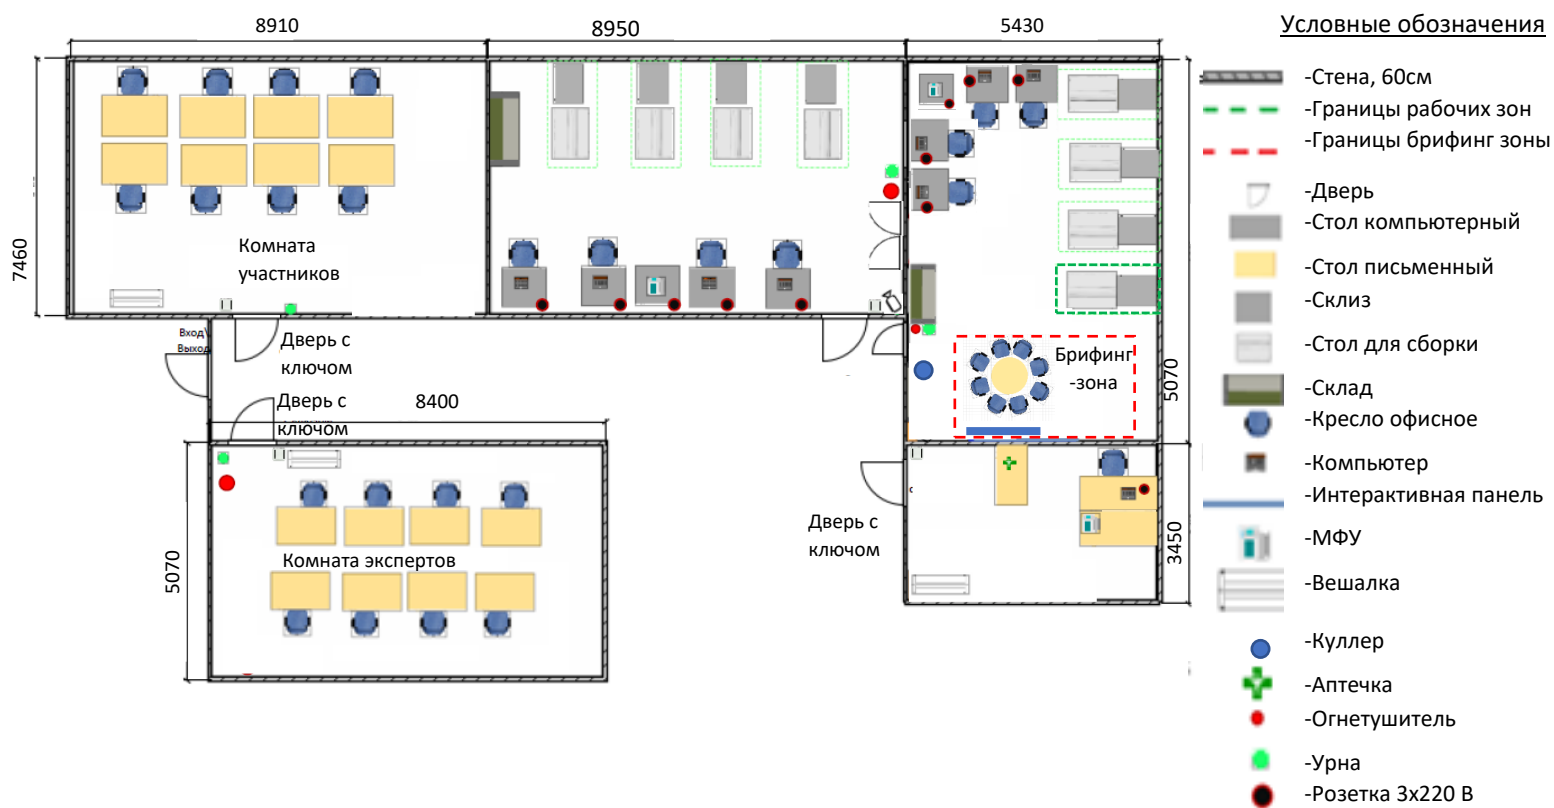 8910
8950
5430
Условные обозначения
-Стена, 60см
-Границы рабочих зон
-Границы брифинг зоны
-Дверь
-Стол компьютерный
-Стол письменный
-Склиз
-Стол для сборки
-Склад
-Кресло офисное
-Компьютер
-Интерактивная панель
-МФУ
-Вешалка
-Куллер
-Аптечка
-Огнетушитель
-Урна
-Розетка 3х220 В
7460
Комната
участников
Вход\
Выход
Дверь с
ключом
Дверь с
ключом
8400
Брифинг
-зона
5070
5070
Комната экспертов
Дверь с
ключом
3450